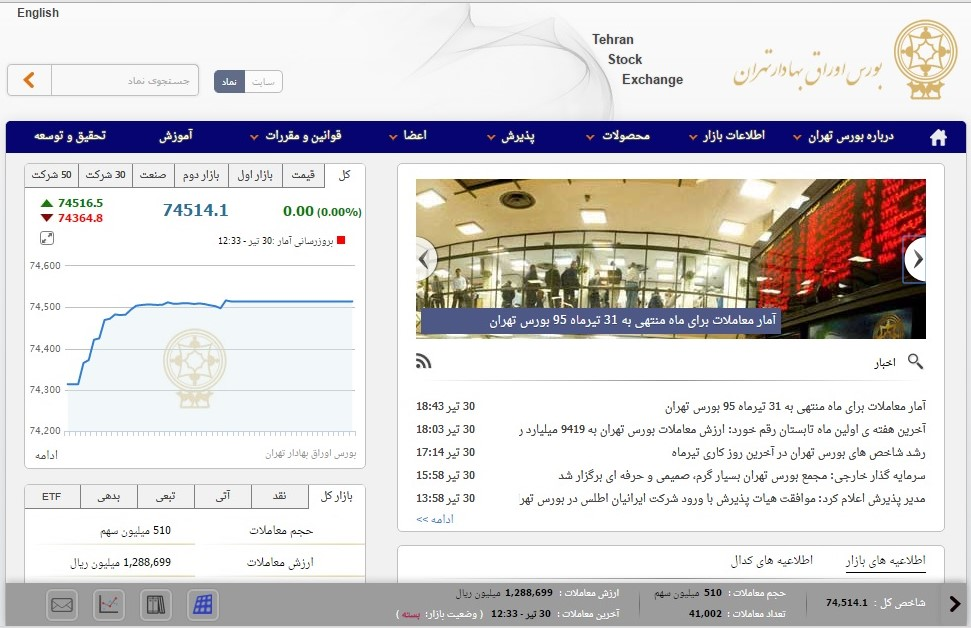 English
Tehran
Stock
Exchange
بورس اوراق بهادار تهران
جستجوی نماد
نماد
سایت
درباره بورس تهران
اطلاعات بازار
محصولات
پذیرش
اعضا
قوانین و مقررات
آموزش
تحقیق و توسعه
کل
قیمت
بازار اول
بازار دوم
صنعت
30 شرکت
50 شرکت
74516.5
74364.8
74514.1
0.00 (0.00%)
بروزرسانی آمار :30 تیر - 12:33
74,600
74,500
74,400
74,300
74,200
بورس اوراق بهادار تهران
ادامه
بازار کل
نقد
آتی
تبعی
بدهی
ETF
حجم معاملات
510 میلیون سهم
ارزش معاملات
1,288,699 میلیون ریال
آمار معاملات برای ماه منتهی به 31 تیرماه 95 بورس تهران
اخبار
آمار معاملات برای ماه منتهی به 31 تیرماه 95 بورس تهران
30 تیر 18:43
آخرین هفته ی اولین ماه تابستان رقم خورد: ارزش معاملات بورس تهران به 9419 میلیارد ر
30 تیر 18:03
رشد شاخص های بورس تهران در آخرین روز کاری تیرماه
30 تیر 17:14
سرمایه گذار خارجی: مجمع بورس تهران بسیار گرم، صمیمی و حرفه ای برگزار شد
30 تیر 15:58
مدیر پذیرش اعلام کرد: موافقت هیات پذیرش با ورود شرکت ایرانیان اطلس در بورس تهر
30 تیر 13:58
ادامه >>
اطلاعیه های بازار
اطلاعیه های کدال
شاخص کل : 74,514.1
حجم معاملات : 510 میلیون سهم
ارزش معاملات : 1,288,699 میلیون ریال
تعداد معاملات : 41,002
آخرین معاملات : 30 تیر - 12:33 ( وضعیت بازار: بسته )